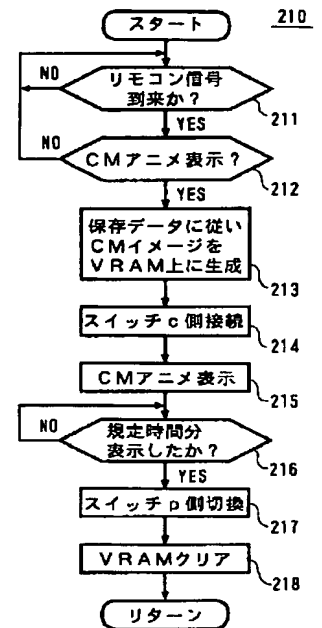 スタート
210
NO
リモコン信号
到来か?
211
YES
NO
CMアニメ表示?
212
YES
保存データに従い
CMイメージを
VRAM上に生成
213
スイッチc側接続
214
CMアニメ表示
215
NO
規定時間分
表示したか?
216
YES
スイッチp側切換
217
VRAMクリア
218
リターン